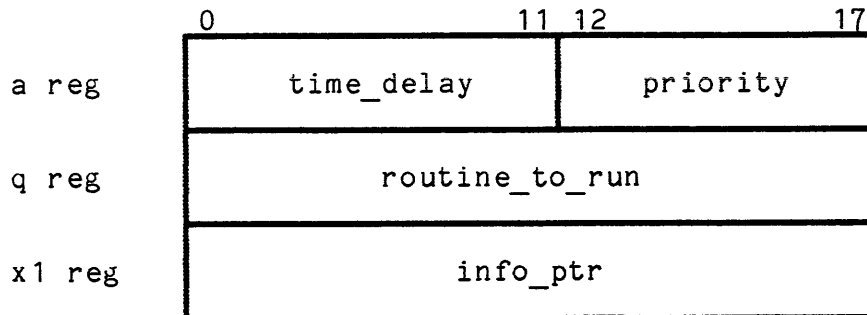 0 11 12 17
a reg time_delay priority
q reg routine_to_run
x1 reg info_ptr